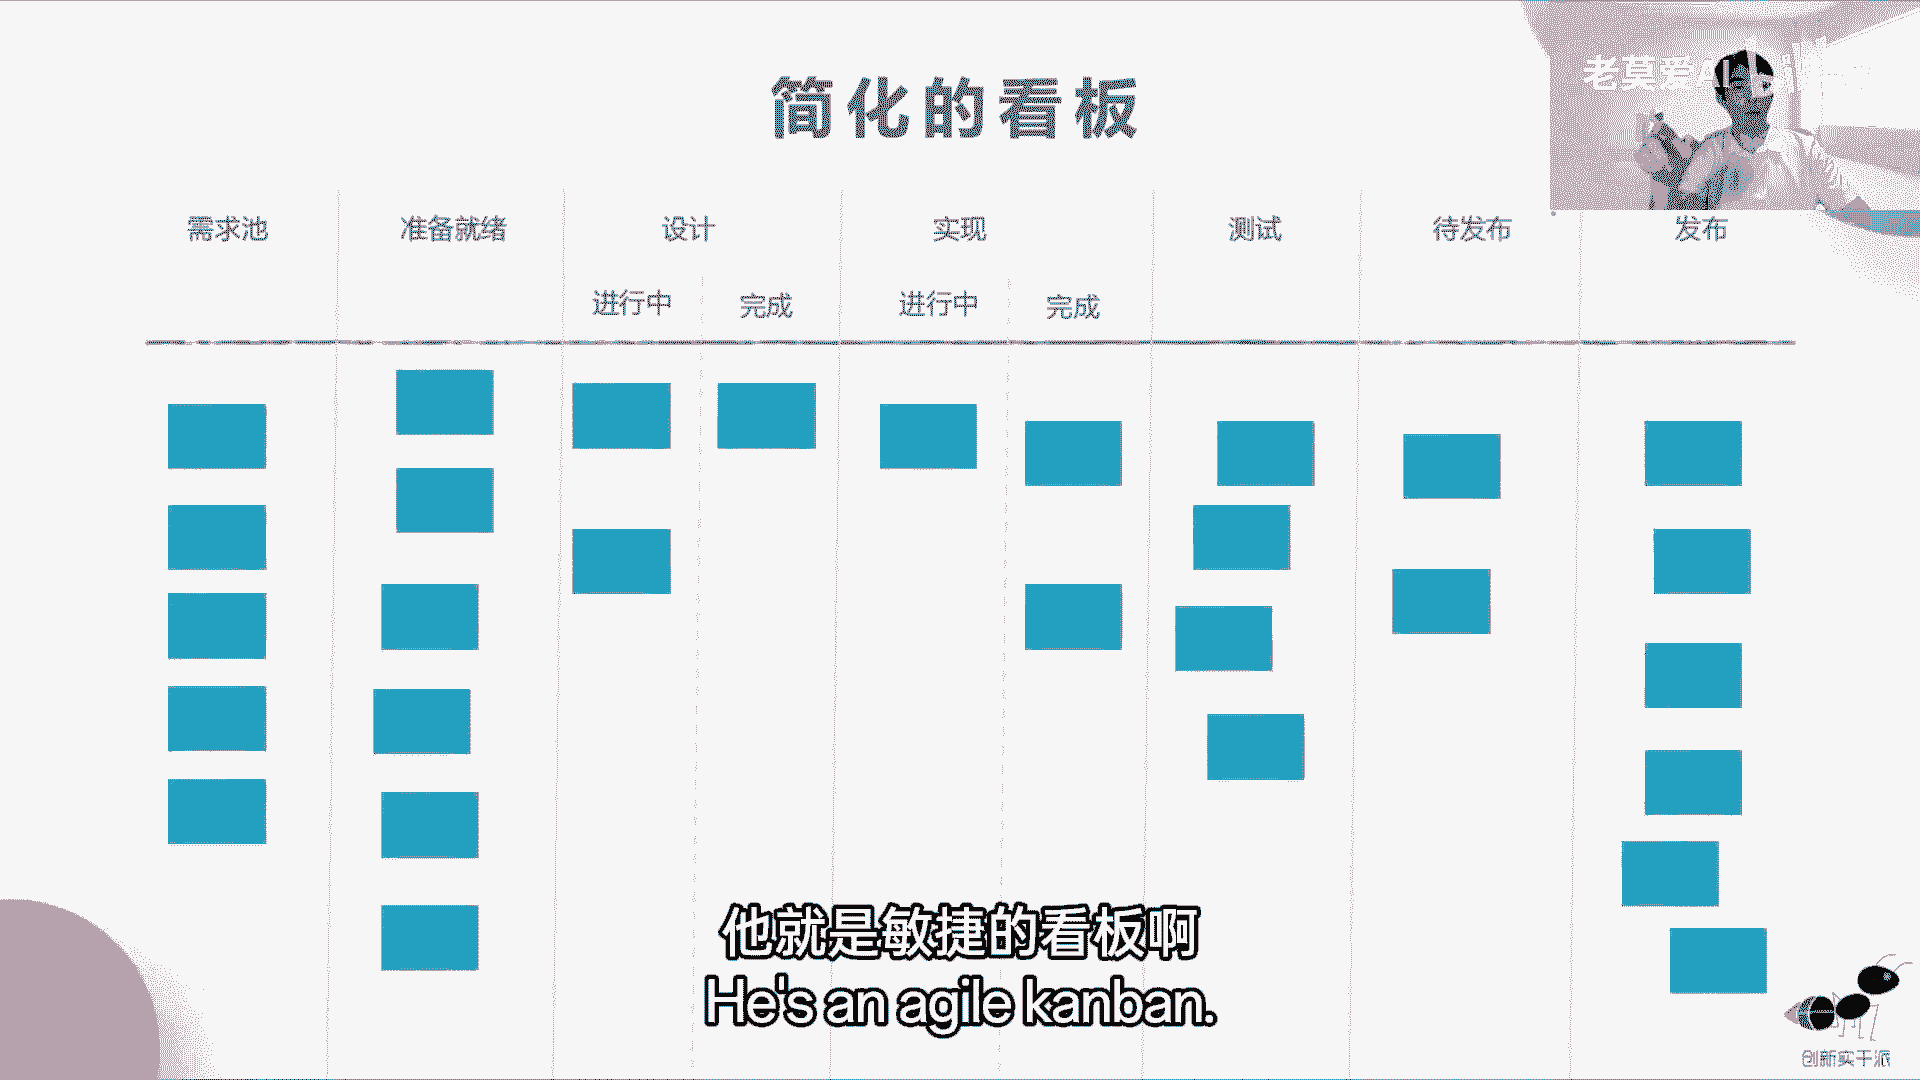 老莫爱AI
简化的看板
需求池 准备就绪 设计 实现 测试 待发布 发布
进行中 完成 进行中 完成
他就是敏捷的看板啊
He's an agile kanban.
创新实干派